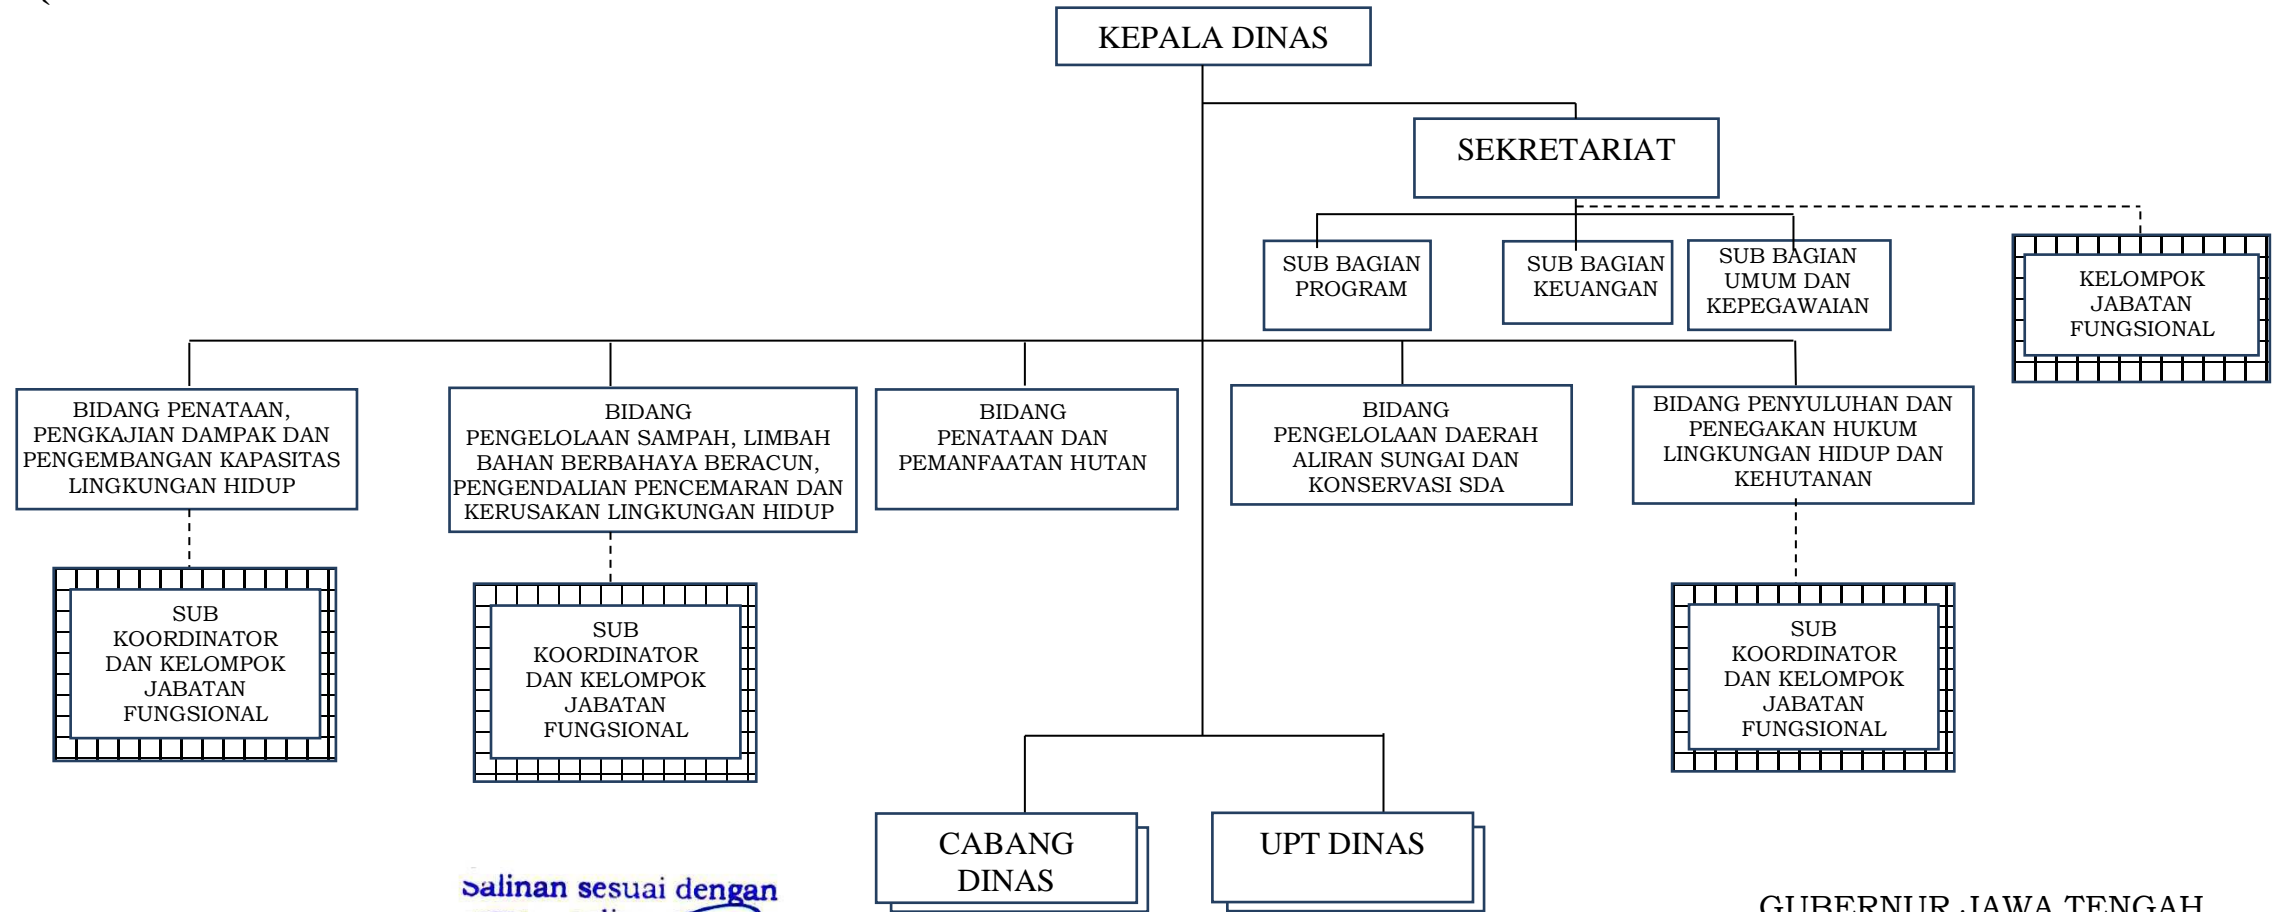 KEPALA DINAS
SEKRETARIAT
SUB BAGIAN
PROGRAM
SUB BAGIAN
KEUANGAN
SUB BAGIAN
UMUM DAN
KEPEGAWAIAN
KELOMPOK
JABATAN
FUNGSIONAL
BIDANG PENATAAN,
PENGKAJIAN DAMPAK DAN
PENGEMBANGAN KAPASITAS
LINGKUNGAN HIDUP
BIDANG
PENGELOLAAN SAMPAH, LIMBAH
BAHAN BERBAHAYA BERACUN,
PENGENDALIAN PENCEMARAN DAN
KERUSAKAN LINGKUNGAN HIDUP
BIDANG
PENATAAN DAN
PEMANFAATAN HUTAN
BIDANG
PENGELOLAAN DAERAH
ALIRAN SUNGAI DAN
KONSERVASI SDA
BIDANG PENYULUHAN DAN
PENEGAKAN HUKUM
LINGKUNGAN HIDUP DAN
KEHUTANAN
SUB
KOORDINATOR
DAN KELOMPOK
JABATAN
FUNGSIONAL
SUB
KOORDINATOR
DAN KELOMPOK
JABATAN
FUNGSIONAL
SUB
KOORDINATOR
DAN KELOMPOK
JABATAN
FUNGSIONAL
CABANG
DINAS
UPT DINAS
Salinan sesuai dengan
GUBERNUR JAWA TENGAH